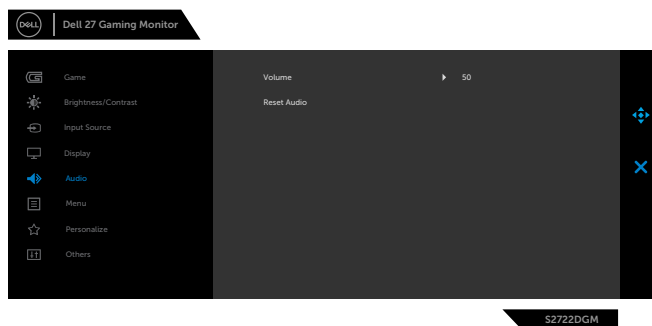 DELL
Dell 27 Gaming Monitor
Game
Volume
50
Brightness/Contrast
Reset Audio
Input Source
Display
Audio
Menu
Personalize
Others
S2722DGM